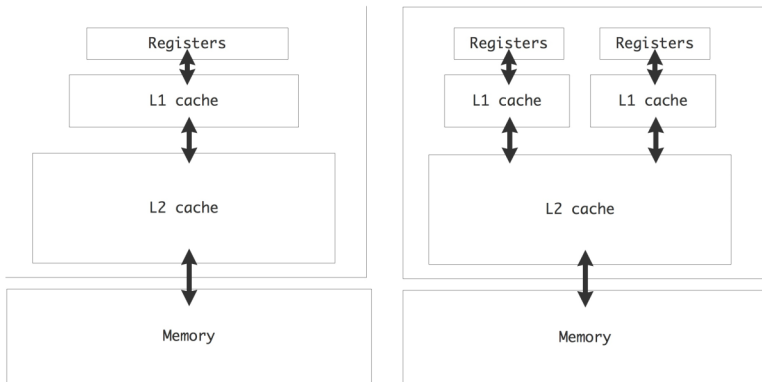 Registers
L1 cache
L2 cache
Memory
Registers Registers
L1 cache L1 cache
L2 cache
Memory